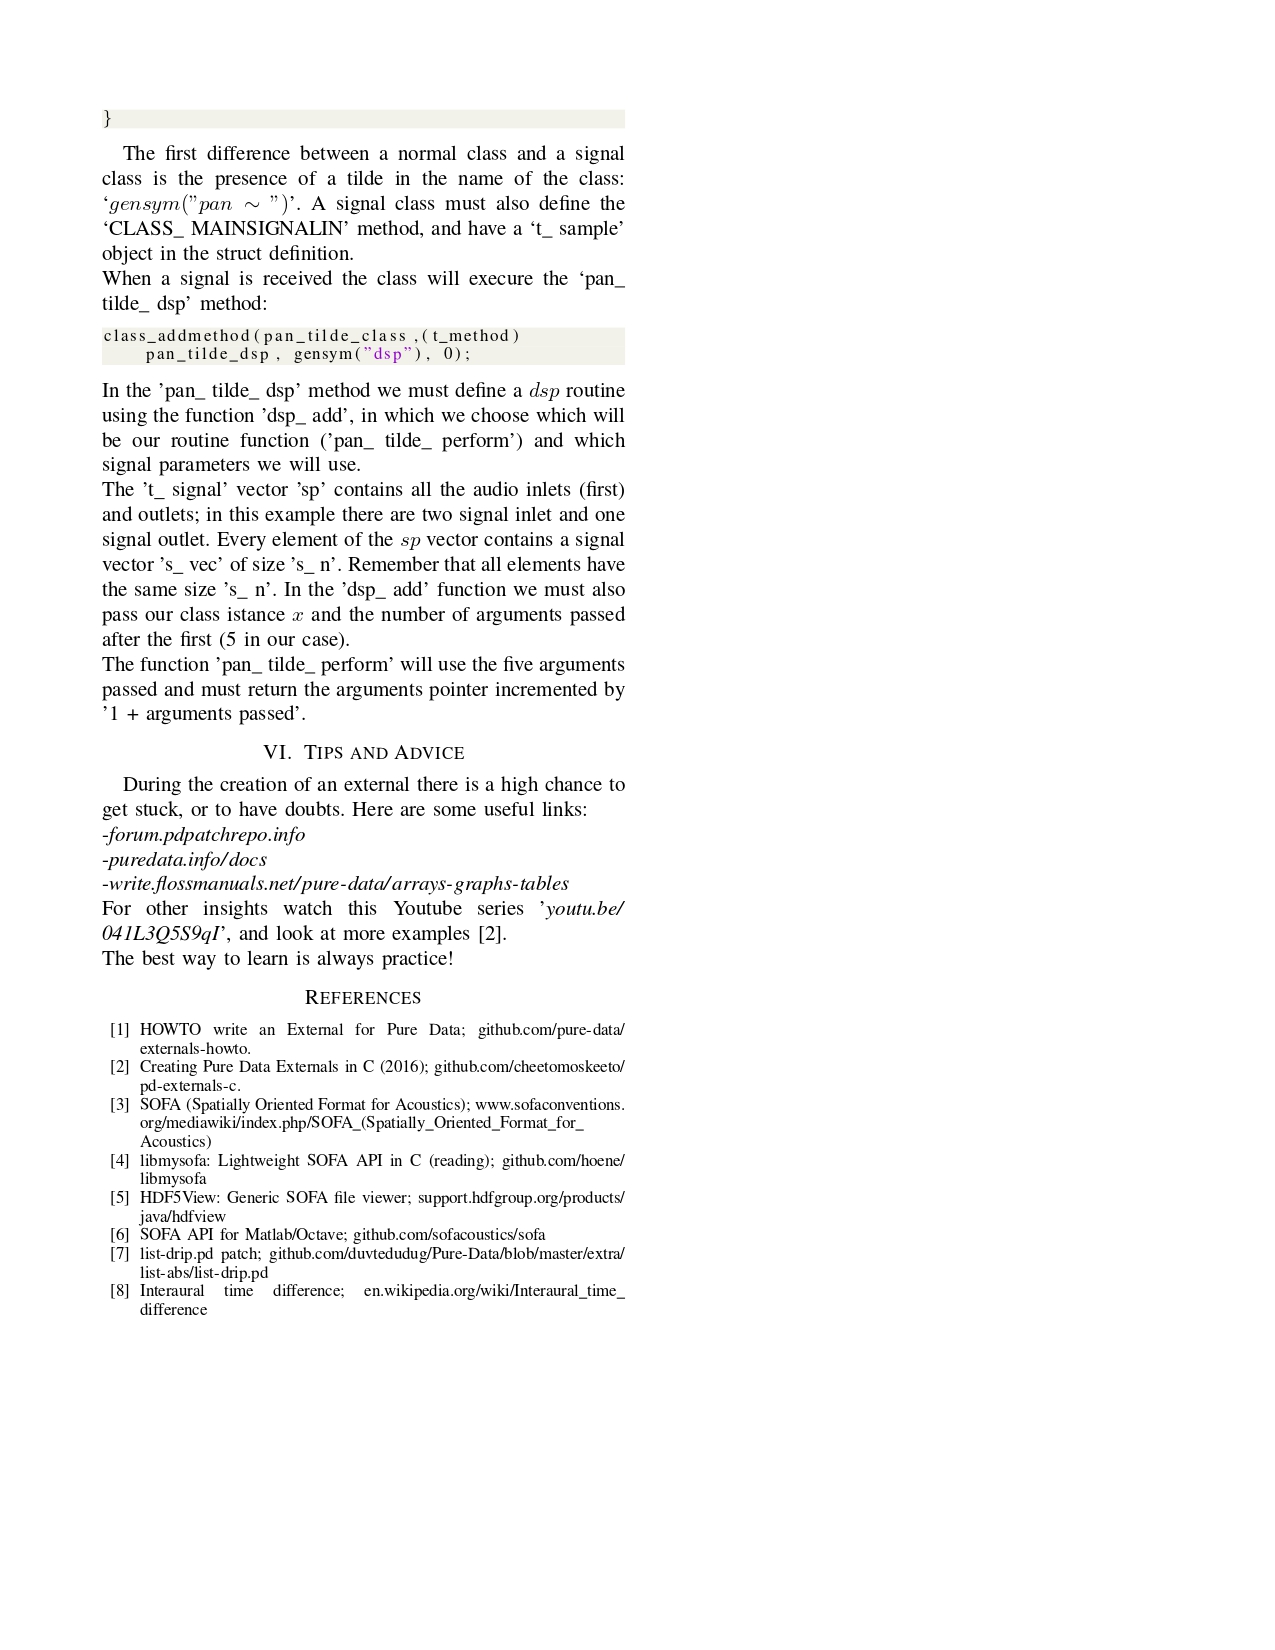 }
The first difference between a normal class and a signal
class is the presence of a tilde in the name of the class:
‘gensym(”pan ∼ ”)’. A signal class must also define the
‘CLASS_ MAINSIGNALIN’ method, and have a ‘t_ sample’
object in the struct definition.
When a signal is received the class will execure the ‘pan_
tilde_ dsp’ method:
class_addmethod(pan_tilde_class,(t_method)
pan_tilde_dsp, gensym(”dsp”), 0);
In the ’pan_ tilde_ dsp’ method we must define a dsp routine
using the function ’dsp_ add’, in which we choose which will
be our routine function (’pan_ tilde_ perform’) and which
signal parameters we will use.
The ’t_ signal’ vector ’sp’ contains all the audio inlets (first)
and outlets; in this example there are two signal inlet and one
signal outlet. Every element of the sp vector contains a signal
vector ’s_ vec’ of size ’s_ n’. Remember that all elements have
the same size ’s_ n’. In the ’dsp_ add’ function we must also
pass our class istance x and the number of arguments passed
after the first (5 in our case).
The function ’pan_ tilde_ perform’ will use the five arguments
passed and must return the arguments pointer incremented by
’1 + arguments passed’.
VI. TIPS AND ADVICE
During the creation of an external there is a high chance to
get stuck, or to have doubts. Here are some useful links:
-forum.pdpatchrepo.info
-puredata.info/docs
-write.flossmanuals.net/pure-data/arrays-graphs-tables
For other insights watch this Youtube series ’youtu.be/
041L3Q5S9qI’, and look at more examples [2].
The best way to learn is always practice!
REFERENCES
[1] HOWTO write an External for Pure Data; github.com/pure-data/
externals-howto.
[2] Creating Pure Data Externals in C (2016); github.com/cheetomoskeeto/
pd-externals-c.
[3] SOFA (Spatially Oriented Format for Acoustics); www.sofaconventions.
org/mediawiki/index.php/SOFA_(Spatially_Oriented_Format_for_
Acoustics)
[4] libmysofa: Lightweight SOFA API in C (reading); github.com/hoene/
libmysofa
[5] HDF5View: Generic SOFA file viewer; support.hdfgroup.org/products/
java/hdfview
[6] SOFA API for Matlab/Octave; github.com/sofacoustics/sofa
[7] list-drip.pd patch; github.com/duvtedudug/Pure-Data/blob/master/extra/
list-abs/list-drip.pd
[8] Interaural time difference; en.wikipedia.org/wiki/Interaural_time_
difference